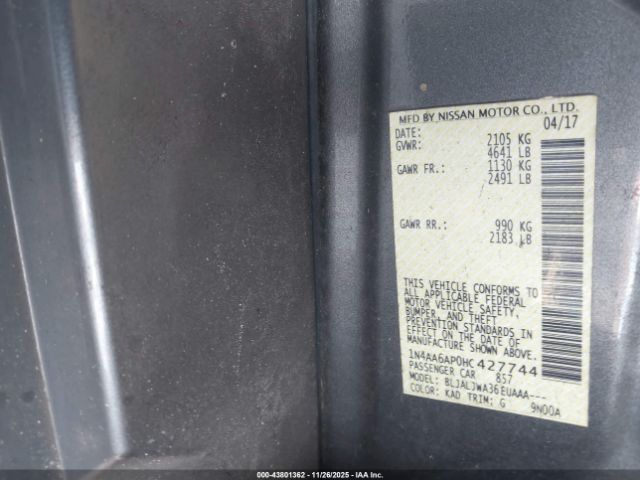 MFD BY NISSAN MOTOR CO., LTD.
DATE: 04/17
GVWR: 2105 KG
4641 LB
GAWR FR.: 1130 KG
2491 LB
GAWR RR.: 990 KG
2183 LB
THIS VEHICLE CONFORMS TO
ALL APPLICABLE FEDERAL
MOTOR VEHICLE SAFETY,
BUMPER, AND THEFT
PREVENTION STANDARDS IN
EFFECT ON THE DATE OF
MANUFACTURE SHOWN ABOVE.
1N4AA6AP0HC427744
PASSENGER CAR 857
MODEL: BLJALJWA36EUAAA---
COLOR: KAD TRIM: G 9N00A
000-43801362 - 11/26/2025 - IAA Inc.